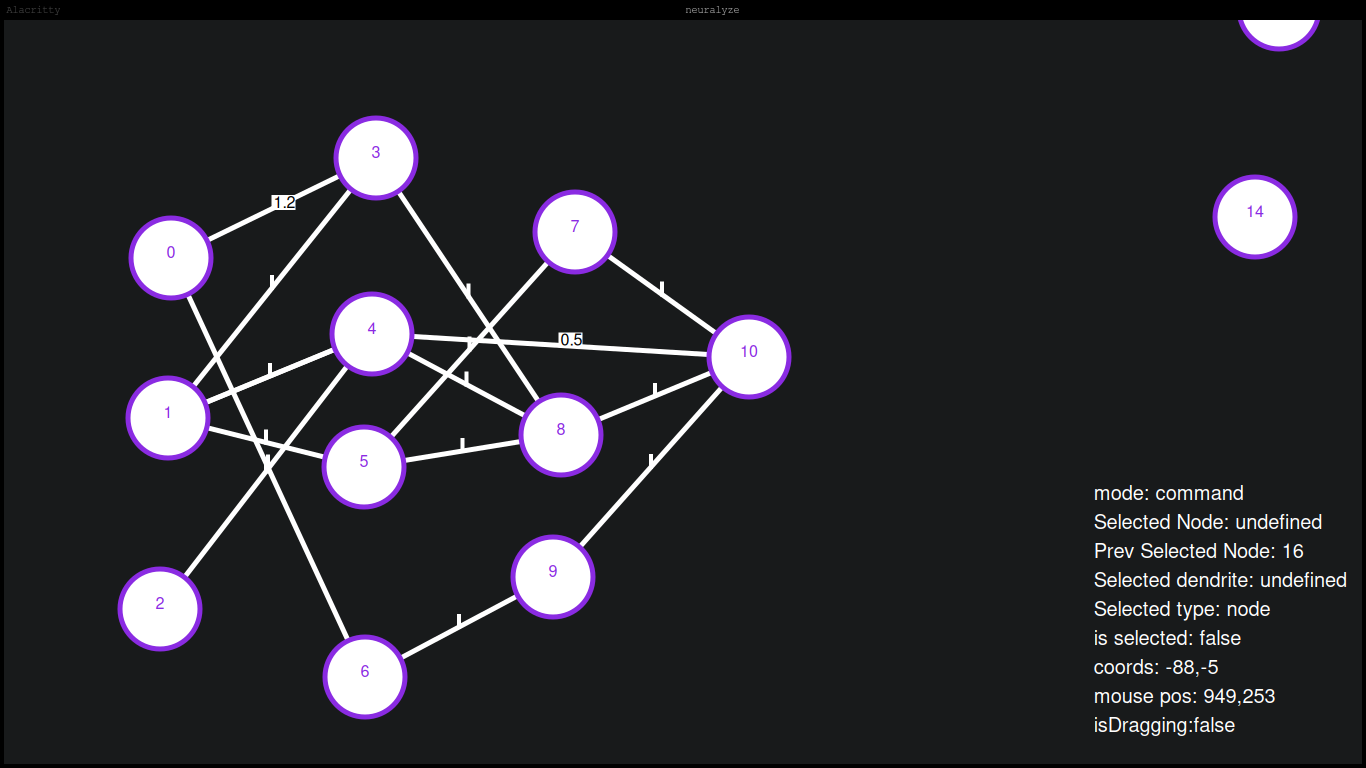 Alacritty
neuralyze
3
1.2
14
7
0
4
0.5
10
1
8
5
9
2
6
mode: command
Selected Node: undefined
Prev Selected Node: 16
Selected dendrite: undefined
Selected type: node
is selected: false
coords: -88,-5
mouse pos: 949,253
isDragging:false